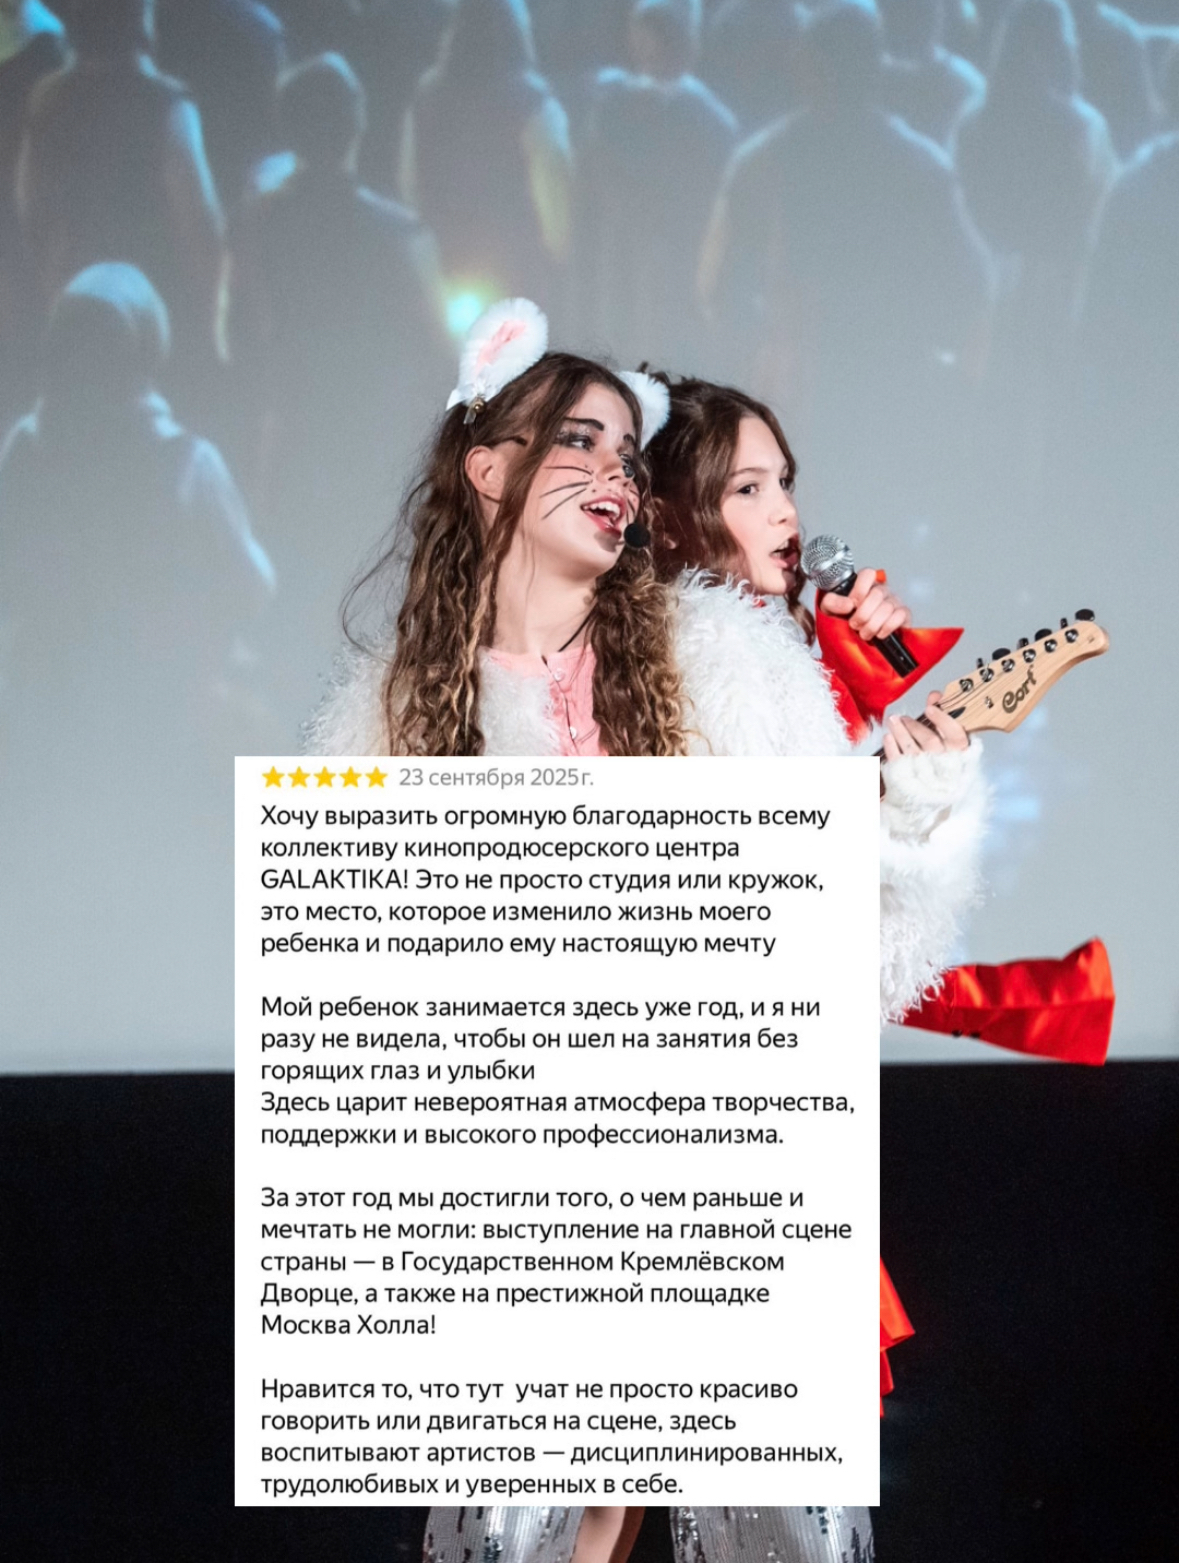 Cort
★★★★★ 23 сентября 2025 г.
Хочу выразить огромную благодарность всему
коллективу кинопродюсерского центра
GALAKTIKA! Это не просто студия или кружок,
это место, которое изменило жизнь моего
ребенка и подарило ему настоящую мечту
Мой ребенок занимается здесь уже год, и я ни
разу не видела, чтобы он шел на занятия без
горящих глаз и улыбки
Здесь царит невероятная атмосфера творчества,
поддержки и высокого профессионализма.
За этот год мы достигли того, о чем раньше и
мечтать не могли: выступление на главной сцене
страны — в Государственном Кремлёвском
Дворце, а также на престижной площадке
Москва Холла!
Нравится то, что тут  учат не просто красиво
говорить или двигаться на сцене, здесь
воспитывают артистов — дисциплинированных,
трудолюбивых и уверенных в себе.